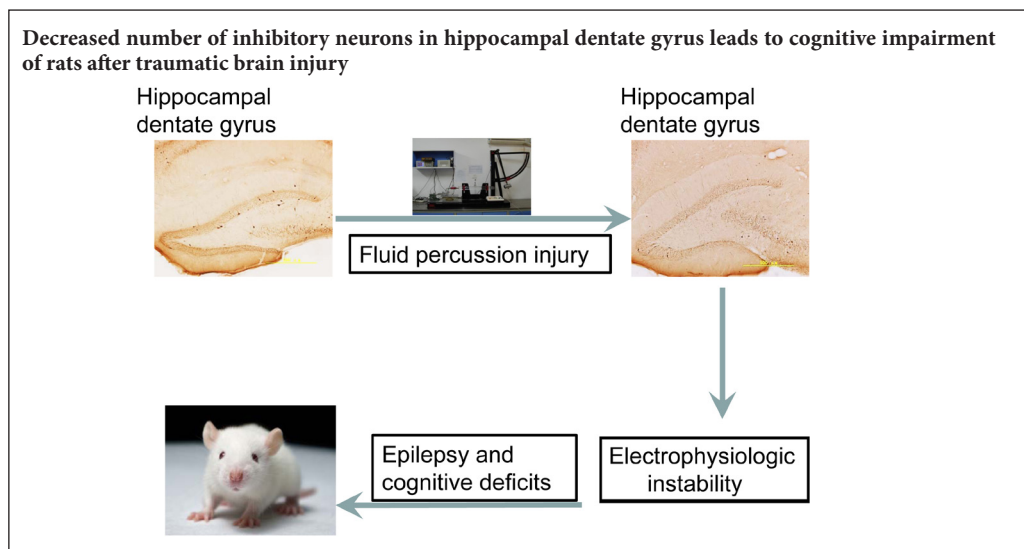 Decreased number of inhibitory neurons in hippocampal dentate gyrus leads to cognitive impairment
of rats after traumatic brain injury
Hippocampal
dentate gyrus
Hippocampal
dentate gyrus
Fluid percussion injury
Epilepsy and
cognitive deficits
Electrophysiologic
instability